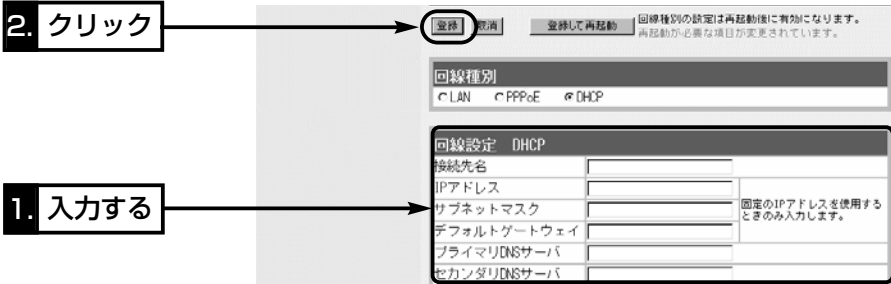 2. クリック
登録 取消 登録して再起動 回線種別の設定は再起動後に有効になります。
再起動が必要な項目が変更されています。
回線種別
LAN PPPoE DHCP
回線設定 DHCP
接続先名
IPアドレス
1. 入力する
サブネットマスク
固定のIPアドレスを使用する
ときのみ入力します。
デフォルトゲートウェイ
プライマリDNSサーバ
セカンダリDNSサーバ